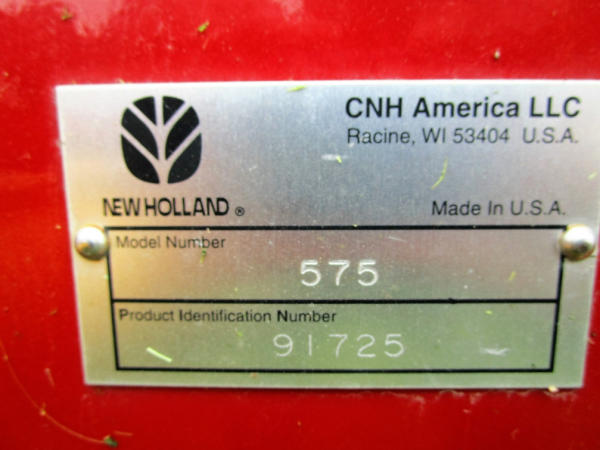 CNH America LLC
Racine, WI 53404 U.S.A.
NEW HOLLAND ®
Made In U.S.A.
Model Number
575
Product Identification Number
91725